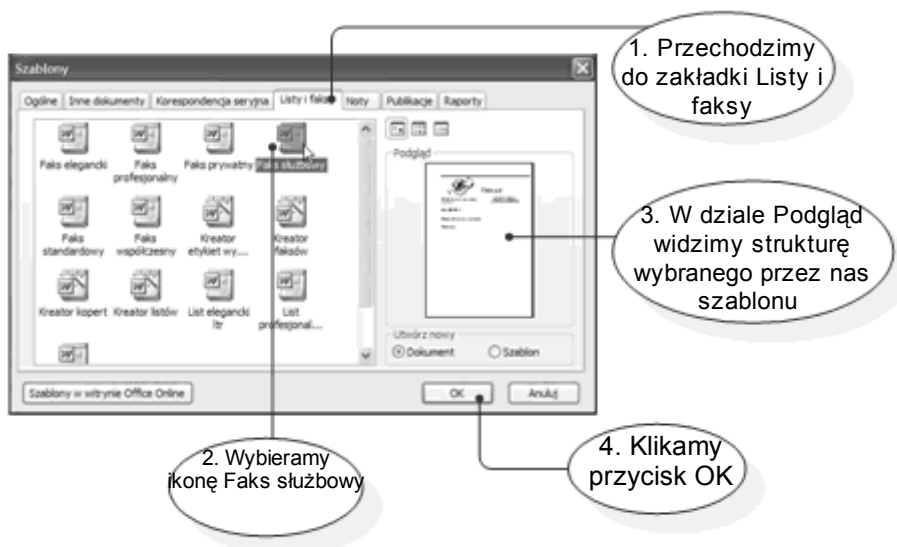 1. Przechodzimy
do zakładki Listy i
faksy
Szablony
Ogólne Inne dokumenty Korespondencja seryjna Listy i faksy Noty Publikacje Raporty
Podgląd
Faks elegancki Faks profesjonalny Faks prywatny Faks służbowy
Faks standardowy Faks współczesny Kreator etykiet wy.... Kreator faksów
Kreator kopert Kreator listów List elegancki ltr List profesjonal...
3. W dziale Podgląd
widzimy strukturę
wybranego przez nas
szablonu
Utwórz nowy
Dokument Szablon
Szablony w witrynie Office Online OK Anuluj
2. Wybieramy
ikonę Faks służbowy
4. Klikamy
przycisk OK